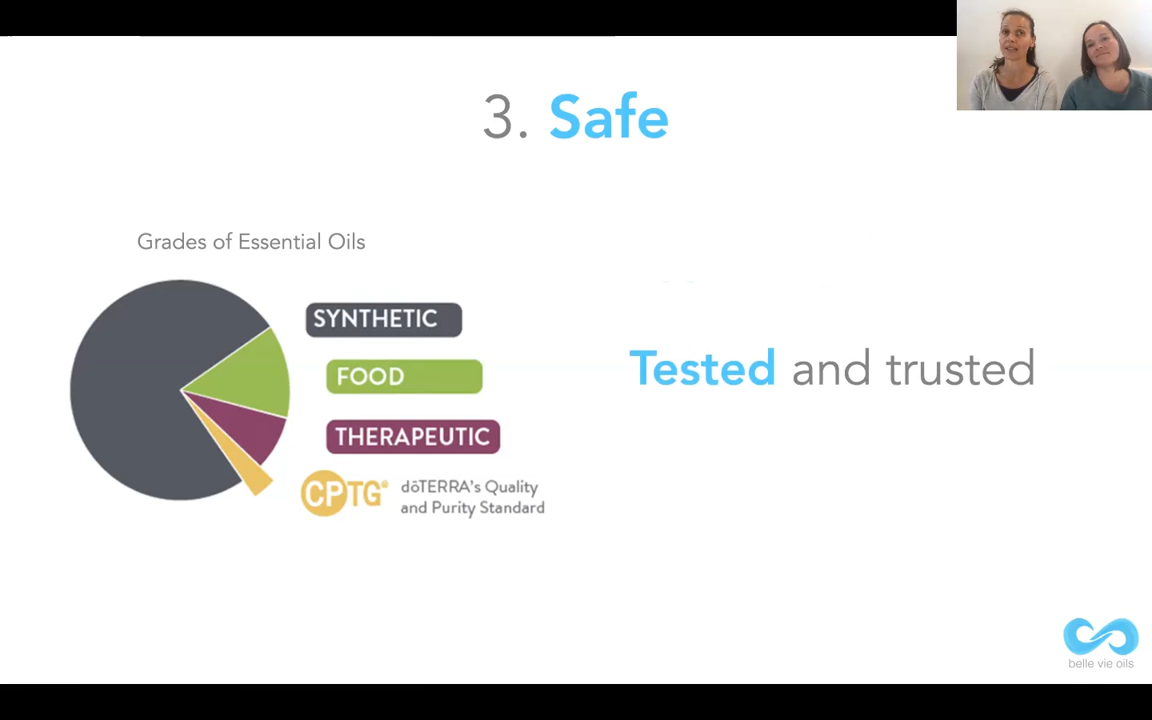 3. Safe
Grades of Essential Oils
SYNTHETIC
FOOD
THERAPEUTIC
CPTG® dōTERRA's Quality
and Purity Standard
Tested and trusted
belle vie oils